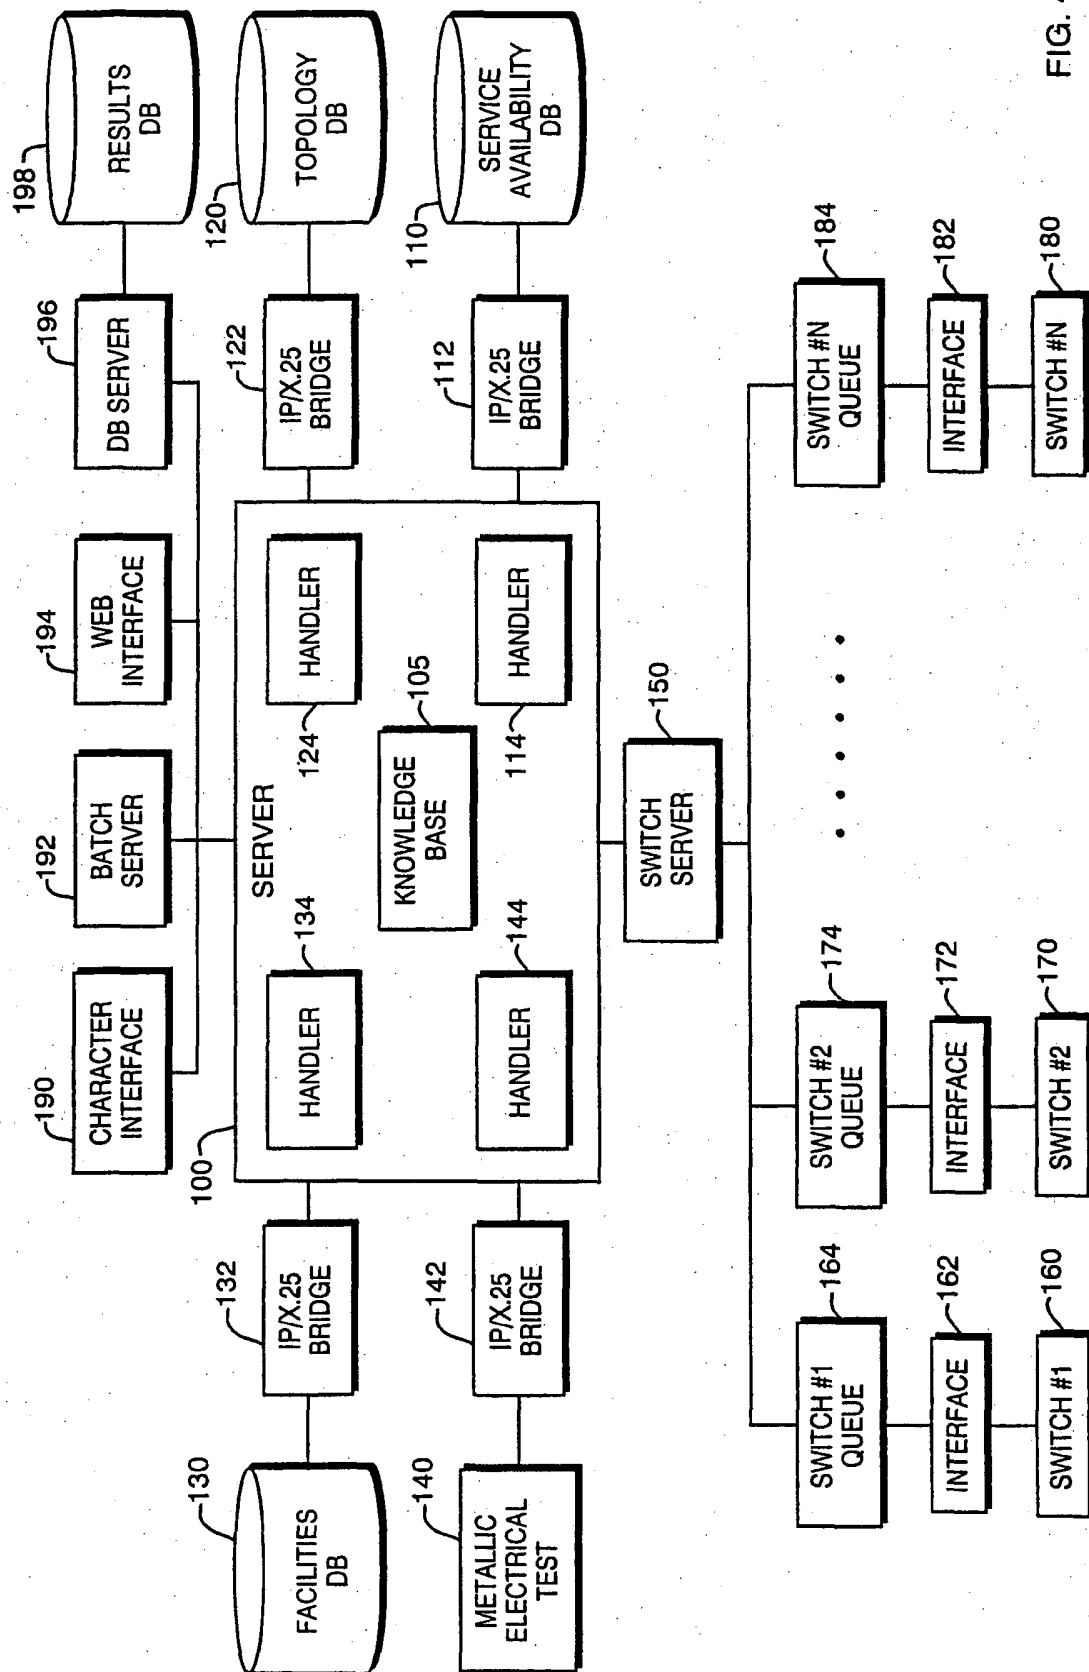 190
CHARACTER
INTERFACE
192
BATCH
SERVER
194
WEB
INTERFACE
196
DB SERVER
198
RESULTS
DB
130
FACILITIES
DB
132
IP/X.25
BRIDGE
100
SERVER
134
HANDLER
124
HANDLER
122
IP/X.25
BRIDGE
120
TOPOLOGY
DB
105
KNOWLEDGE
BASE
140
METALLIC
ELECTRICAL
TEST
142
IP/X.25
BRIDGE
144
HANDLER
114
HANDLER
112
IP/X.25
BRIDGE
110
SERVICE
AVAILABILITY
DB
150
SWITCH
SERVER
164
SWITCH #1
QUEUE
174
SWITCH #2
QUEUE
184
SWITCH #N
QUEUE
162
INTERFACE
172
INTERFACE
182
INTERFACE
160
SWITCH #1
170
SWITCH #2
180
SWITCH #N
FIG.